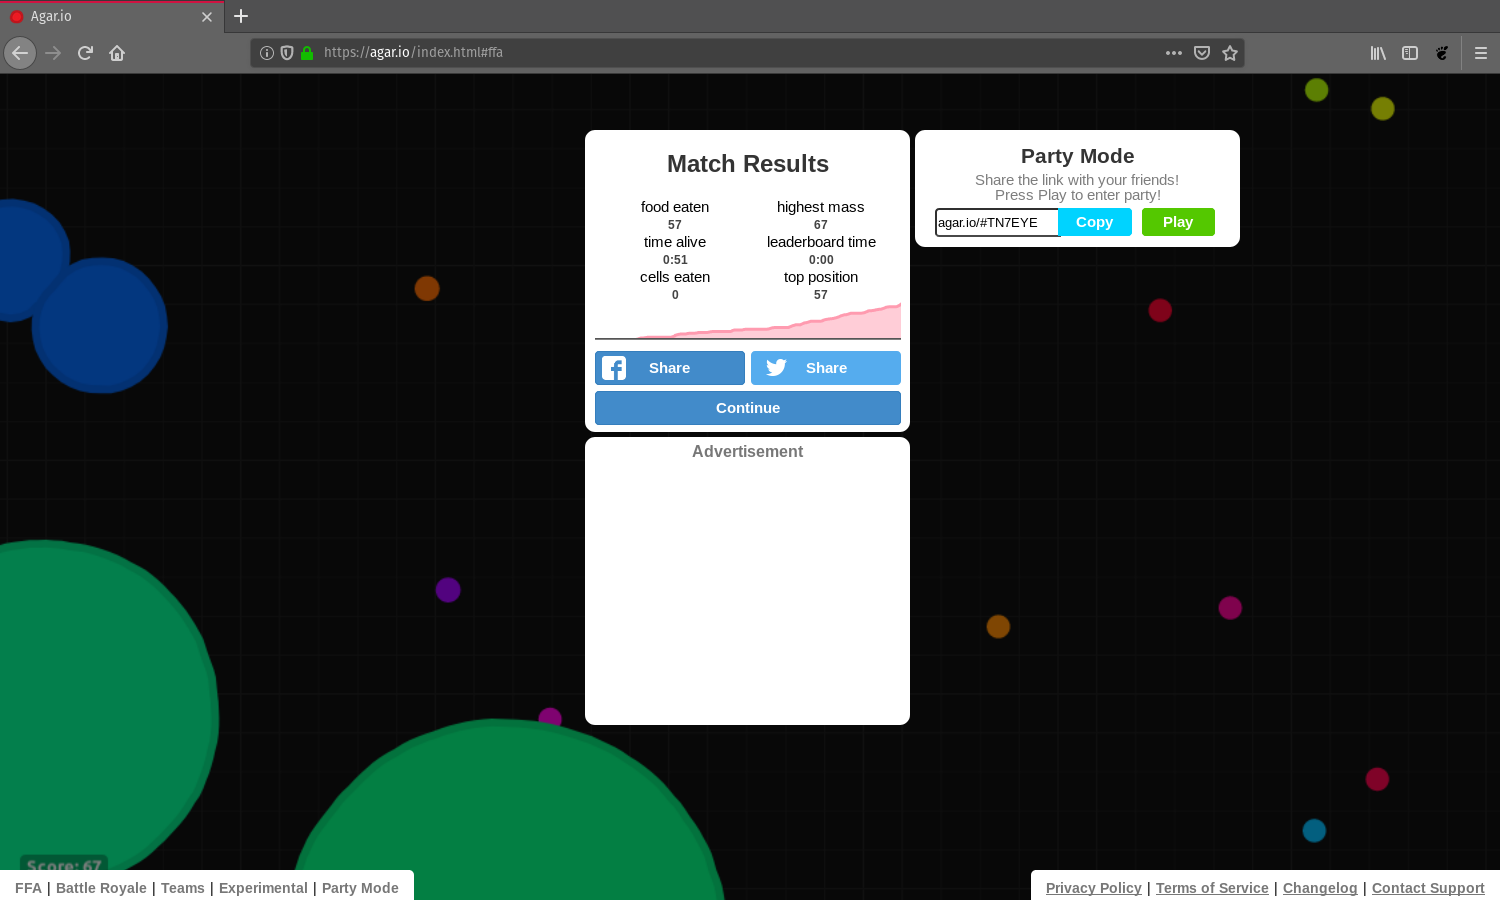 Agar.io
https://agar.io/index.html#ffa
Match Results
food eaten
57
highest mass
67
time alive
0:51
leaderboard time
0:00
cells eaten
0
top position
57
Share
Share
Continue
Advertisement
Party Mode
Share the link with your friends!
Press Play to enter party!
agar.io/#TN7EYE
Copy
Play
Score: 67
FFA | Battle Royale | Teams | Experimental | Party Mode
Privacy Policy | Terms of Service | Changelog | Contact Support